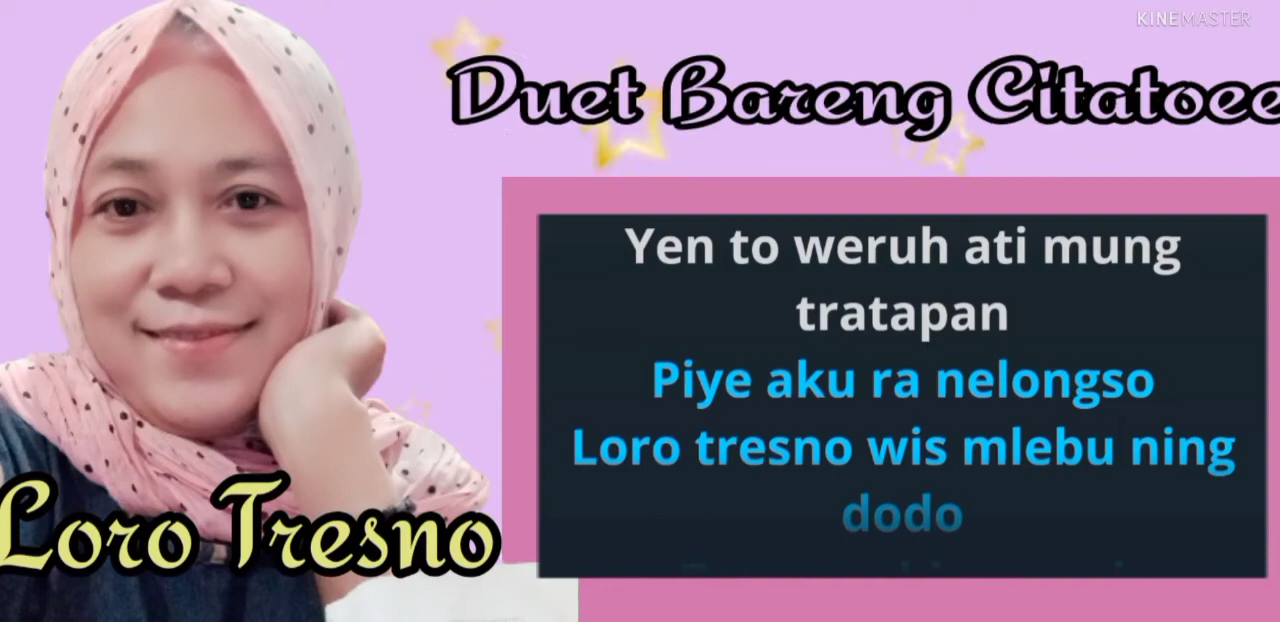 KINEMASTER
Duet Bareng Citatoee
Yen to weruh ati mung
tratapan
Piye aku ra nelongso
Loro tresno wis mlebu ning
dodo
Loro Tresno